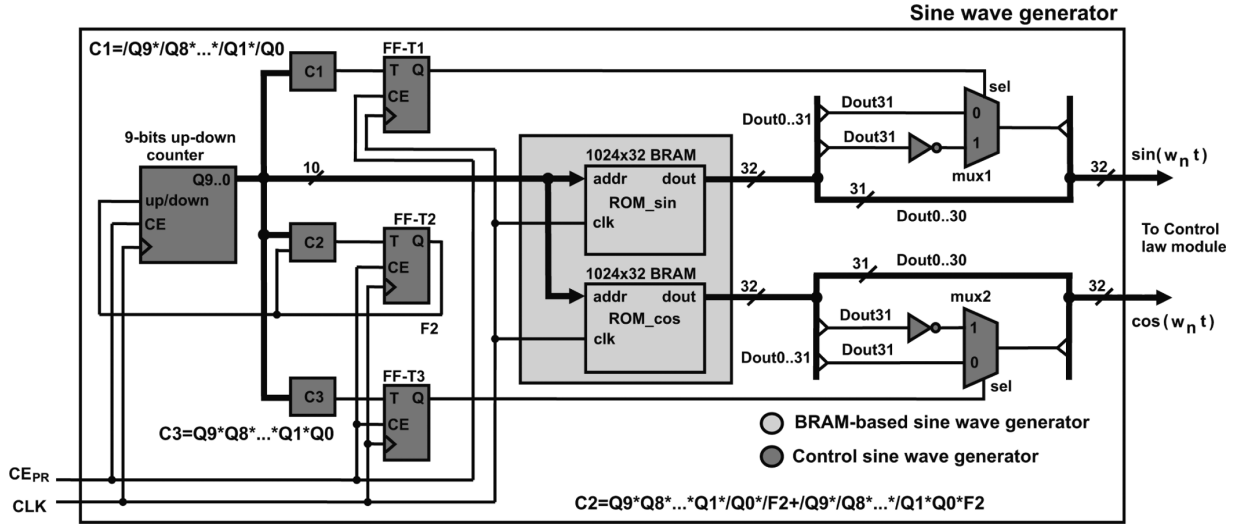 Sine wave generator
C1=/Q9*/Q8*...*/Q1*/Q0
C1
FF-T1
T Q
CE
sel
9-bits up-down
counter
Q9..0
up/down
CE
10
1024x32 BRAM
addr dout
ROM_sin
clk
32
Dout0..31
Dout31
0
Dout31
1
mux1
31
Dout0..30
32
sin(wn t)
C2
FF-T2
T Q
CE
F2
To Control
law module
1024x32 BRAM
addr dout
ROM_cos
clk
32
31
Dout0..30
mux2
Dout31
1
Dout0..31
Dout31
0
sel
32
cos(wn t)
C3
FF-T3
T Q
CE
C3=Q9*Q8*...*Q1*Q0
BRAM-based sine wave generator
Control sine wave generator
CEPR
CLK
C2=Q9*Q8*...*Q1*/Q0*/F2+/Q9*/Q8*...*/Q1*Q0*F2